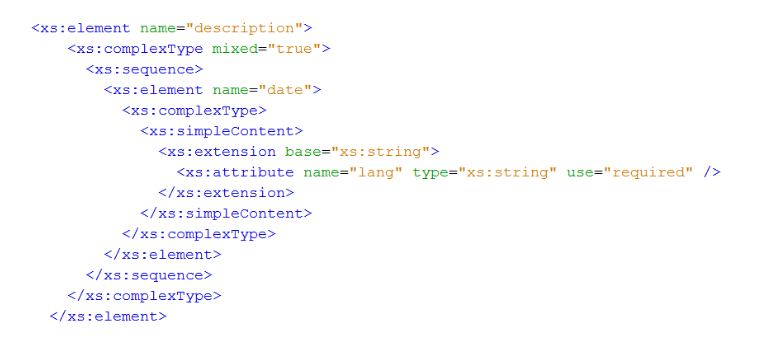 <xs:element name="description">
<xs:complexType mixed="true">
<xs:sequence>
<xs:element name="date">
<xs:complexType>
<xs:simpleContent>
<xs:extension base="xs:string">
<xs:attribute name="lang" type="xs:string" use="required" />
</xs:extension>
</xs:simpleContent>
</xs:complexType>
</xs:element>
</xs:sequence>
</xs:complexType>
</xs:element>